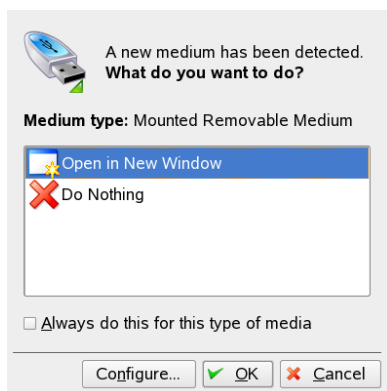 A new medium has been detected.
What do you want to do?
Medium type: Mounted Removable Medium
Open in New Window
Do Nothing
Always do this for this type of media
Configure...
OK
Cancel